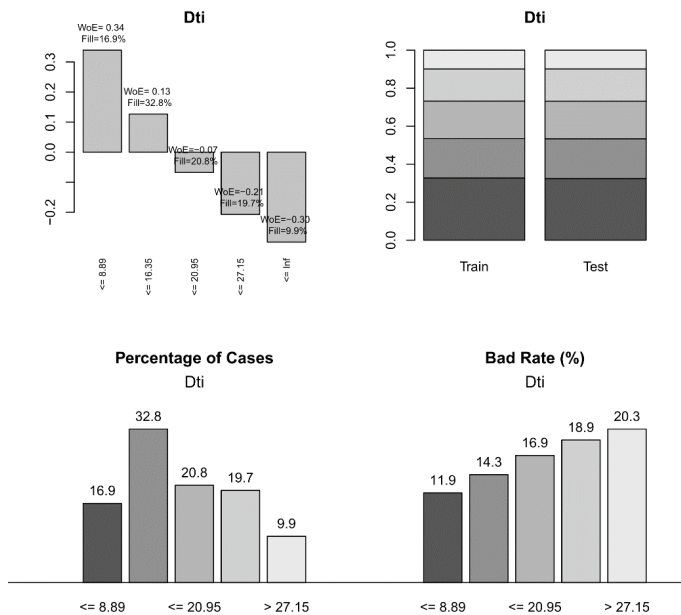 Dti
WoE= 0.34
Fill=16.9%
WoE= 0.13
Fill=32.8%
WoE=−0.07
Fill=20.8%
WoE=−0.21
Fill=19.7%
WoE=−0.30
Fill=9.9%
0.3
0.2
0.1
0.0
−0.2
<= 8.89
<= 16.35
<= 20.95
<= 27.15
<= Inf
Dti
1.0
0.8
0.6
0.4
0.2
0.0
Train
Test
Percentage of Cases
Dti
16.9
32.8
20.8
19.7
9.9
<= 8.89
<= 20.95
> 27.15
Bad Rate (%)
Dti
11.9
14.3
16.9
18.9
20.3
<= 8.89
<= 20.95
> 27.15